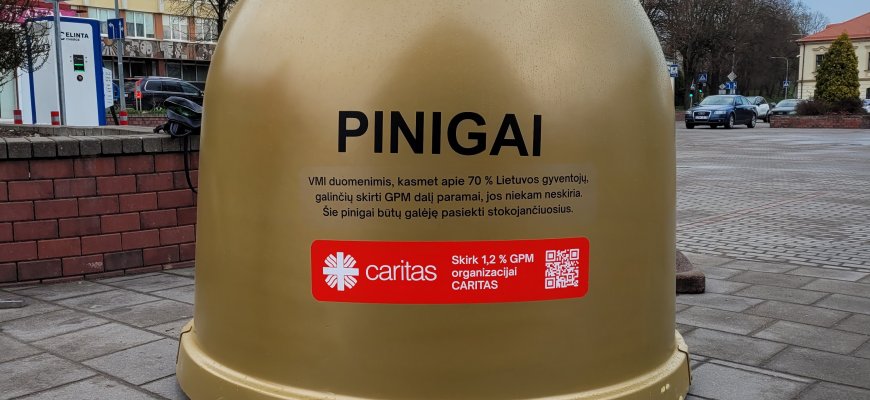 ELINTA
PINIGAI
VMI duomenimis, kasmet apie 70 % Lietuvos gyventojų,
galinčių skirti GPM dalį paramai, jos niekam neskiria.
Šie pinigai būtų galėję pasiekti stokojančiuosius.
caritas
Skirk 1,2 % GPM
organizacijai
CARITAS